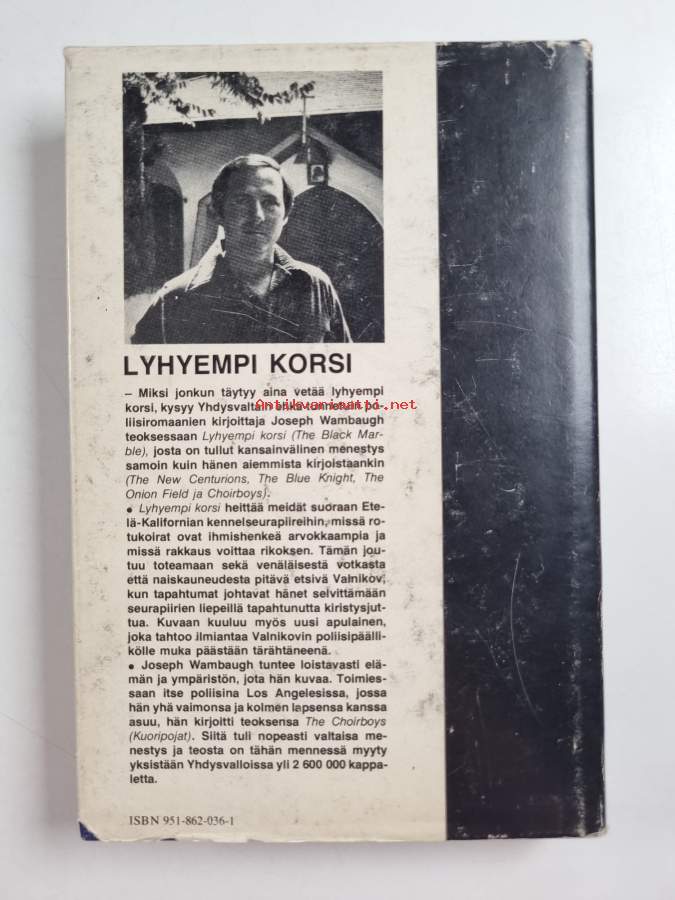 LYHYEMPI KORSI
– Miksi jonkun täytyy aina vetää lyhyempi
korsi, kysyy Yhdysvaltain ehkä tunnetuin po-
Antikvariaatti.net
liisiromaanien kirjoittaja Joseph Wambaugh
teoksessaan Lyhyempi korsi (The Black Mar-
ble), josta on tullut kansainvälinen menestys
samoin kuin hänen aiemmista kirjoistaankin
(The New Centurions, The Blue Knight, The
Onion Field ja Choirboys).
● Lyhyempi korsi heittää meidät suoraan Ete-
lä-Kalifornian kennelseurapiireihin, missä ro-
tukoirat ovat ihmishenkeä arvokkaampia ja
missä rakkaus voittaa rikoksen. Tämän jou-
tuu toteamaan sekä venäläisestä votkasta
että naiskauneudesta pitävä etsivä Valnikov,
kun tapahtumat johtavat hänet selvittämään
seurapiirien liepeillä tapahtunutta kiristysjut-
tua. Kuvaan kuuluu myös uusi apulainen,
joka tahtoo ilmiantaa Valnikovin poliisipäälli-
kölle muka päästään tärähtäneenä.
● Joseph Wambaugh tuntee loistavasti elä-
män ja ympäristön, jota hän kuvaa. Toimies-
saan itse poliisina Los Angelesissa, jossa
hän yhä vaimonsa ja kolmen lapsensa kanssa
asuu, hän kirjoitti teoksensa The Choirboys
(Kuoripojat). Siitä tuli nopeasti valtaisa me-
nestys ja teosta on tähän mennessä myyty
yksistään Yhdysvalloissa yli 2 600 000 kappa-
letta.
ISBN 951-862-036-1